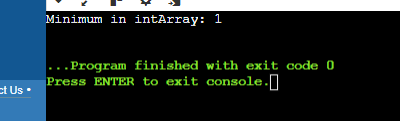 Minimum in intArray: 1
...Program finished with exit code 0
Press ENTER to exit console.
ct Us •